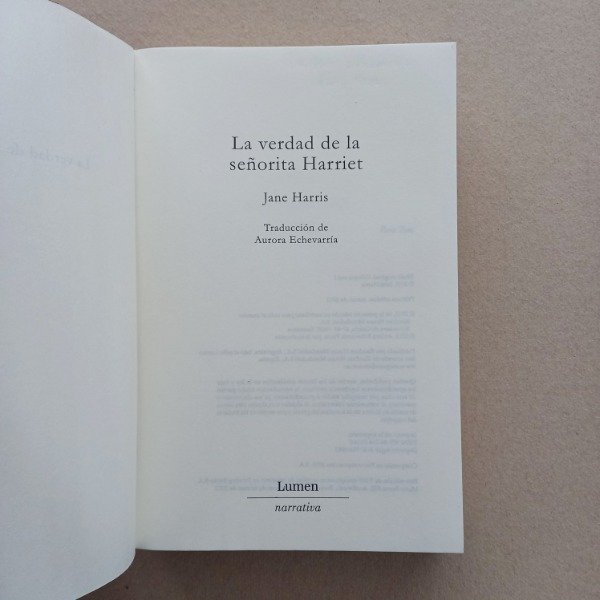 La verdad de la
señorita Harriet
Jane Harris
Traducción de
Aurora Echevarría
Lumen
narrativa